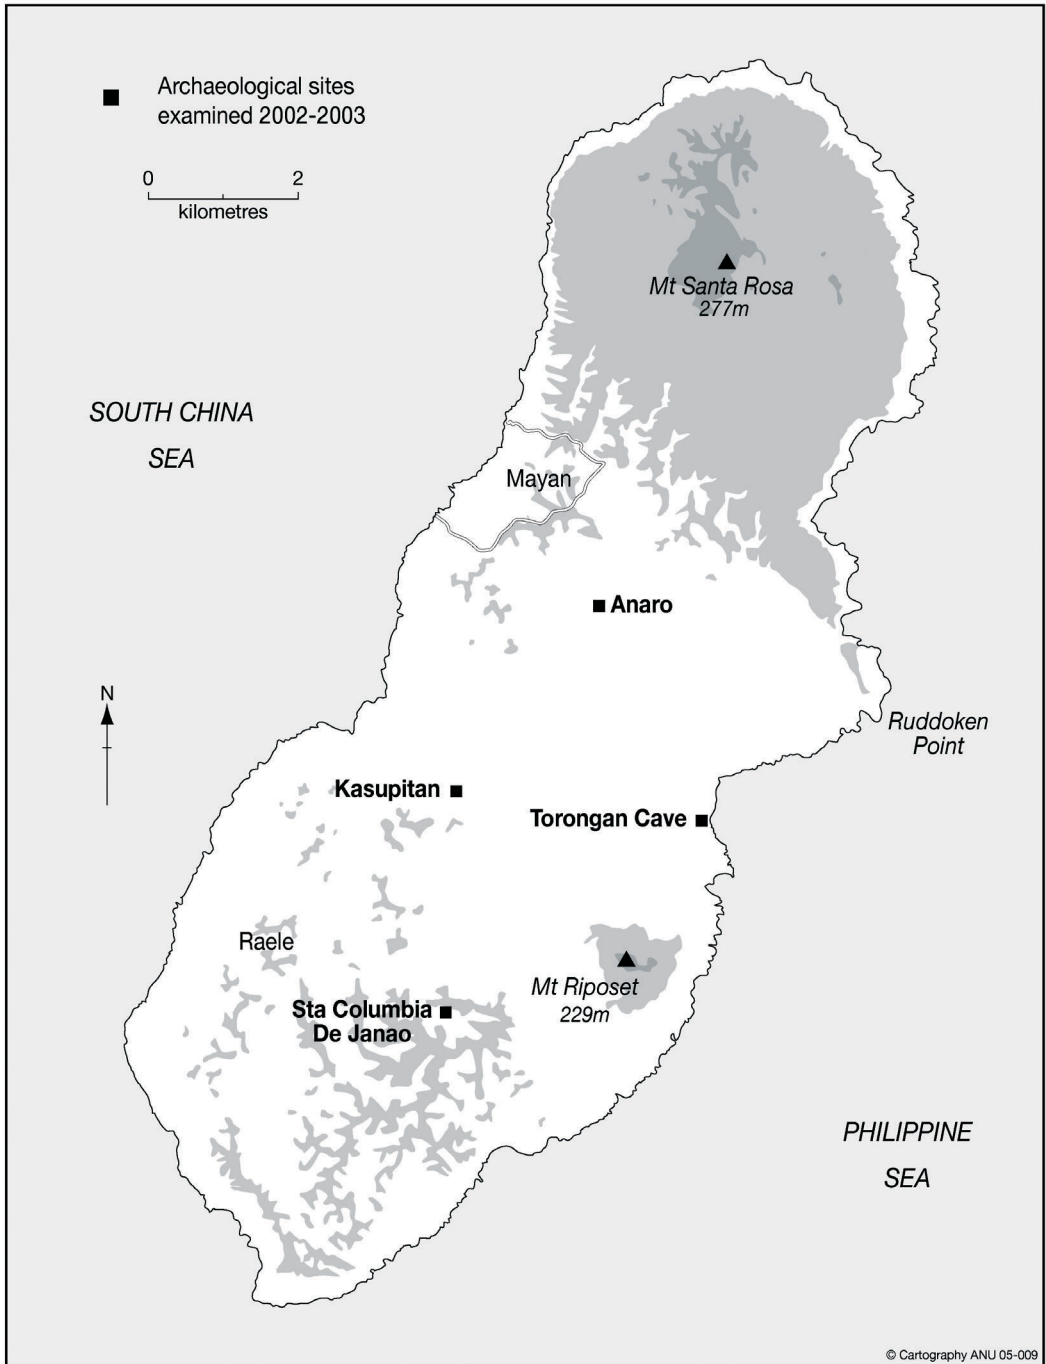 Archaeological sites
examined 2002-2003
0 2
kilometres
Mt Santa Rosa
277m
SOUTH CHINA
SEA
Mayan
Anaro
N
Ruddoken
Point
Kasupitan
Torongan Cave
Raele
Mt Riposet
229m
Sta Columbia
De Janao
PHILIPPINE
SEA
© Cartography ANU 05-009